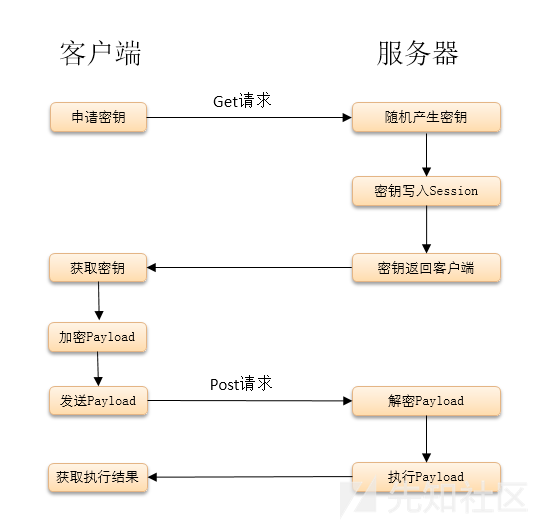 客户端 服务器
申请密钥 Get请求 随机产生密钥
密钥写入Session
获取密钥 密钥返回客户端
加密Payload
发送Payload Post请求 解密Payload
获取执行结果 执行Payload
先知社区